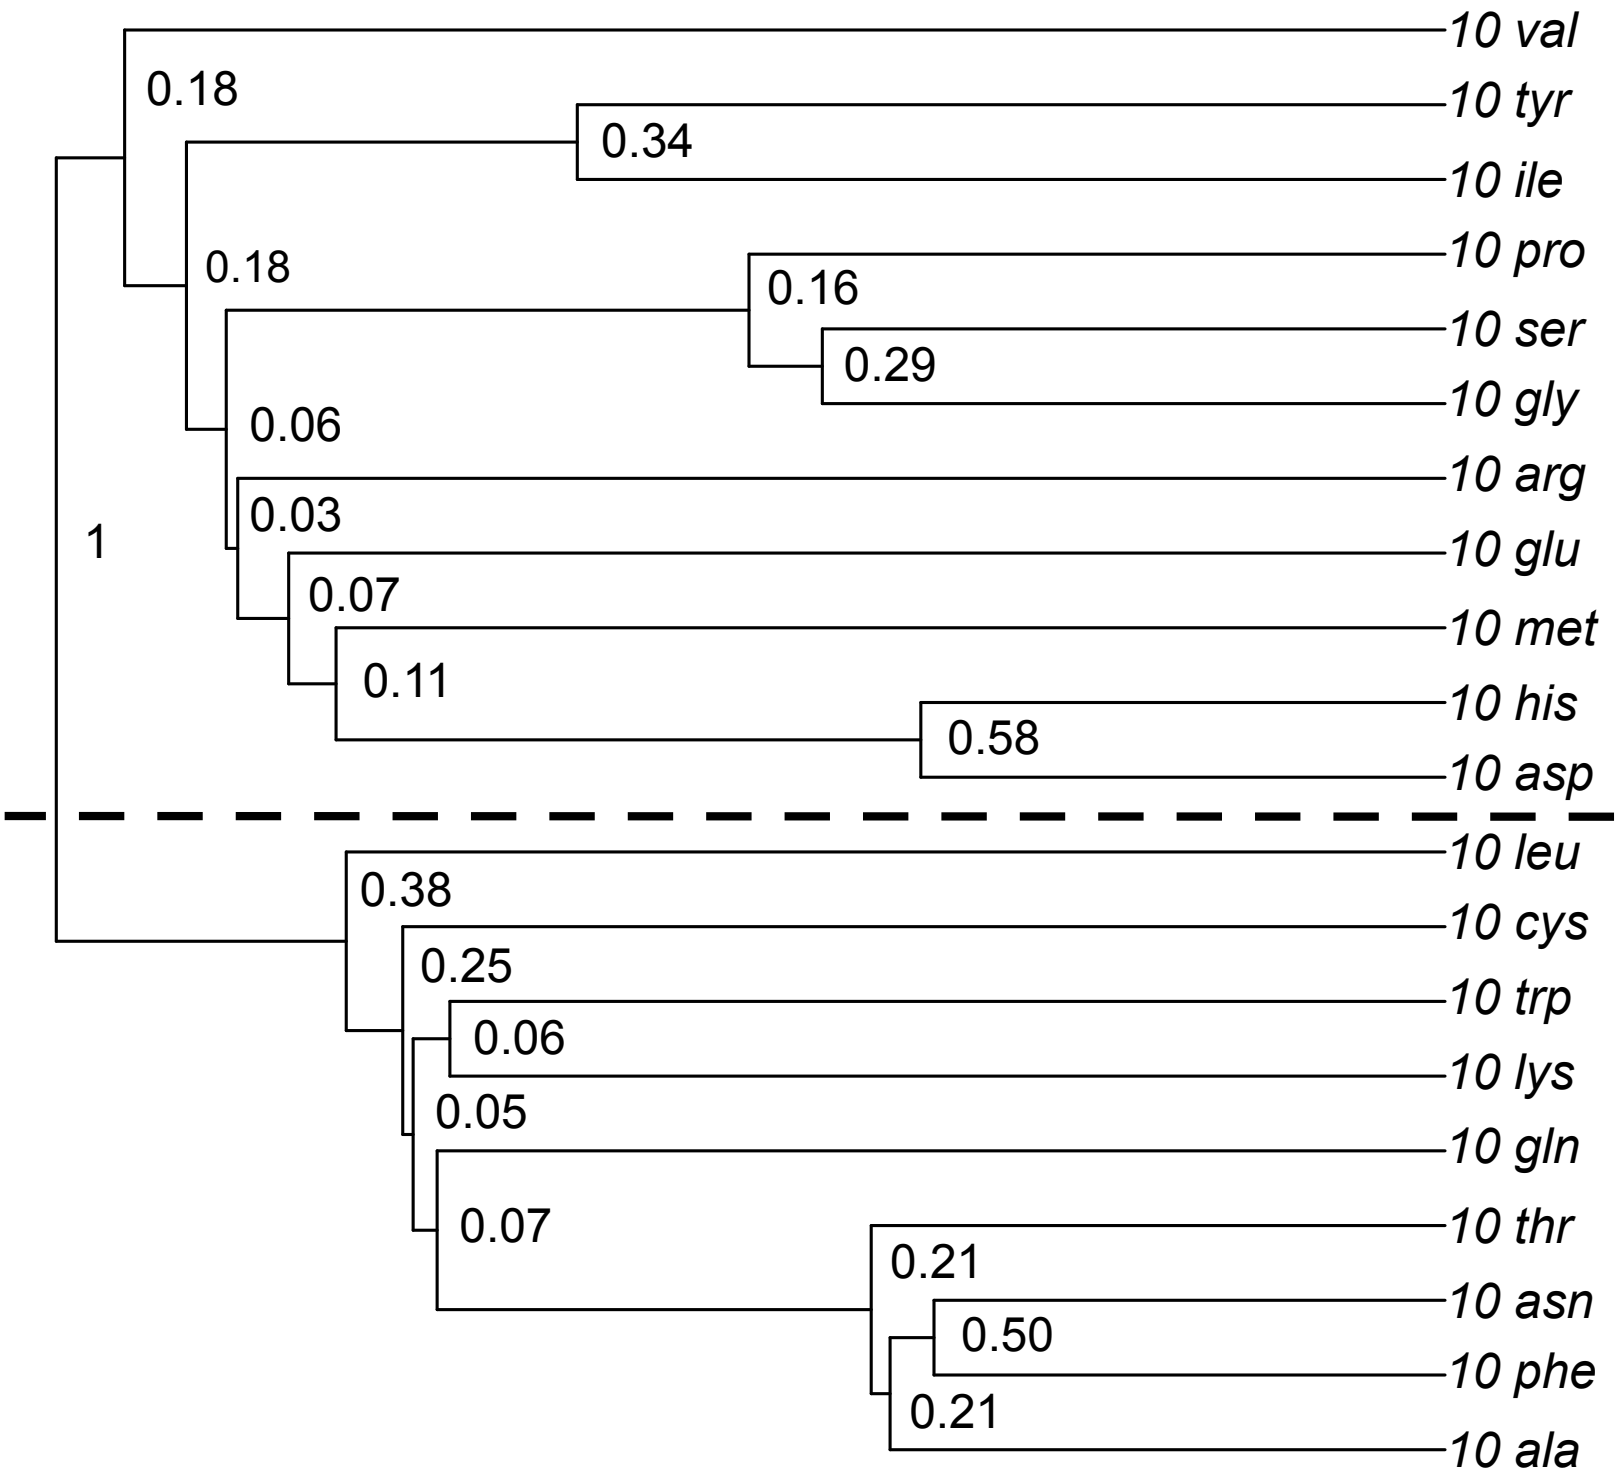 10 val
0.18
10 tyr
0.34
10 ile
10 pro
0.18
0.16
10 ser
0.29
10 gly
0.06
10 arg
0.03
1
10 glu
0.07
10 met
0.11
10 his
0.58
10 asp
10 leu
0.38
10 cys
0.25
10 trp
0.06
10 lys
0.05
10 gln
0.07
10 thr
0.21
10 asn
0.50
10 phe
0.21
10 ala